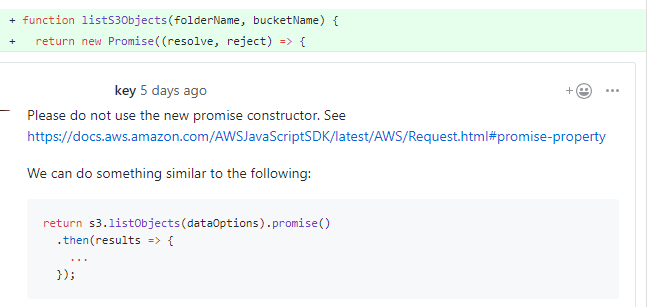 + function listS3Objects(folderName, bucketName) {
+ return new Promise((resolve, reject) => {
key 5 days ago
Please do not use the new promise constructor. See
https://docs.aws.amazon.com/AWSJavaScriptSDK/latest/AWS/Request.html#promise-property
We can do something similar to the following:
return s3.listObjects(dataOptions).promise()
.then(results => {
...
});